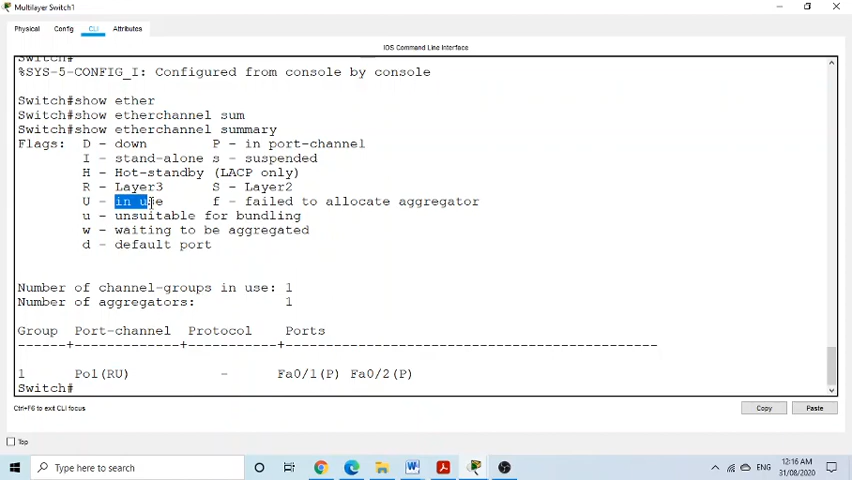 Multilayer Switch1
Physical Config CLI Attributes
IOS Command Line Interface
Switch#
%SYS-5-CONFIG_I: Configured from console by console
Switch#show ether
Switch#show etherchannel sum
Switch#show etherchannel summary
Flags:  D - down        P - in port-channel
        I - stand-alone s - suspended
        H - Hot-standby (LACP only)
        R - Layer3      S - Layer2
        U - in use      f - failed to allocate aggregator
        u - unsuitable for bundling
        w - waiting to be aggregated
        d - default port
Number of channel-groups in use: 1
Number of aggregators:           1
Group  Port-channel  Protocol    Ports
------+-------------+-----------+----------------------------------------------
1      Po1(RU)           -      Fa0/1(P) Fa0/2(P)
Switch#
Ctrl+F6 to exit CLI focus Copy Paste
Top
Type here to search ENG 12:16 AM
31/08/2020